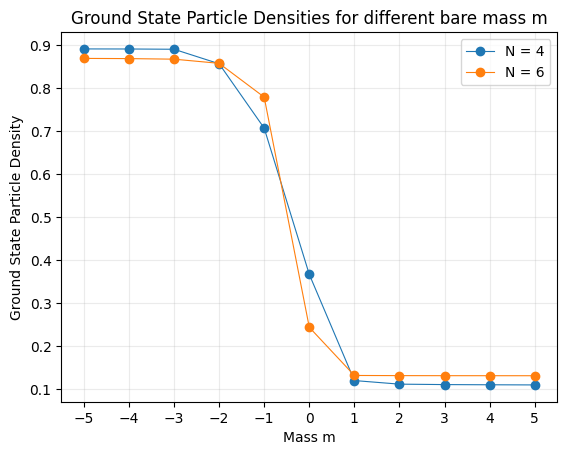 Ground State Particle Densities for different bare mass m
N = 4
N = 6
Ground State Particle Density
0.9
0.8
0.7
0.6
0.5
0.4
0.3
0.2
0.1
−5 −4 −3 −2 −1 0 1 2 3 4 5
Mass m